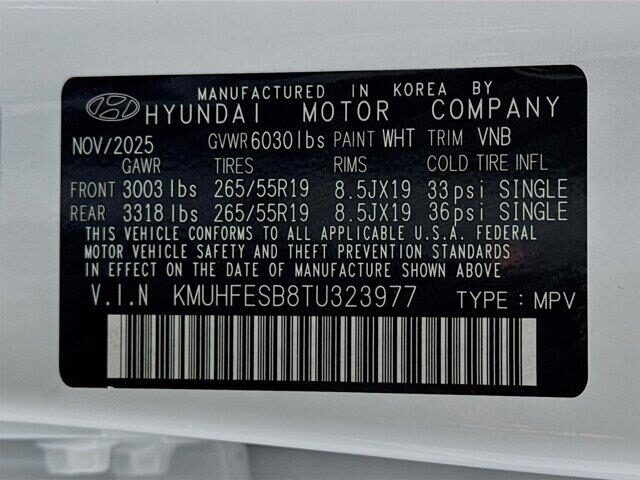 MANUFACTURED IN KOREA BY
HYUNDAI MOTOR COMPANY
NOV/2025 GVWR 6030 lbs PAINT WHT TRIM VNB
GAWR TIRES RIMS COLD TIRE INFL
FRONT 3003 lbs 265/55R19 8.5JX19 33psi SINGLE
REAR 3318 lbs 265/55R19 8.5JX19 36psi SINGLE
THIS VEHICLE CONFORMS TO ALL APPLICABLE U.S.A. FEDERAL
MOTOR VEHICLE SAFETY AND THEFT PREVENTION STANDARDS
IN EFFECT ON THE DATE OF MANUFACTURE SHOWN ABOVE
V.I.N KMUHFESB8TU323977 TYPE : MPV